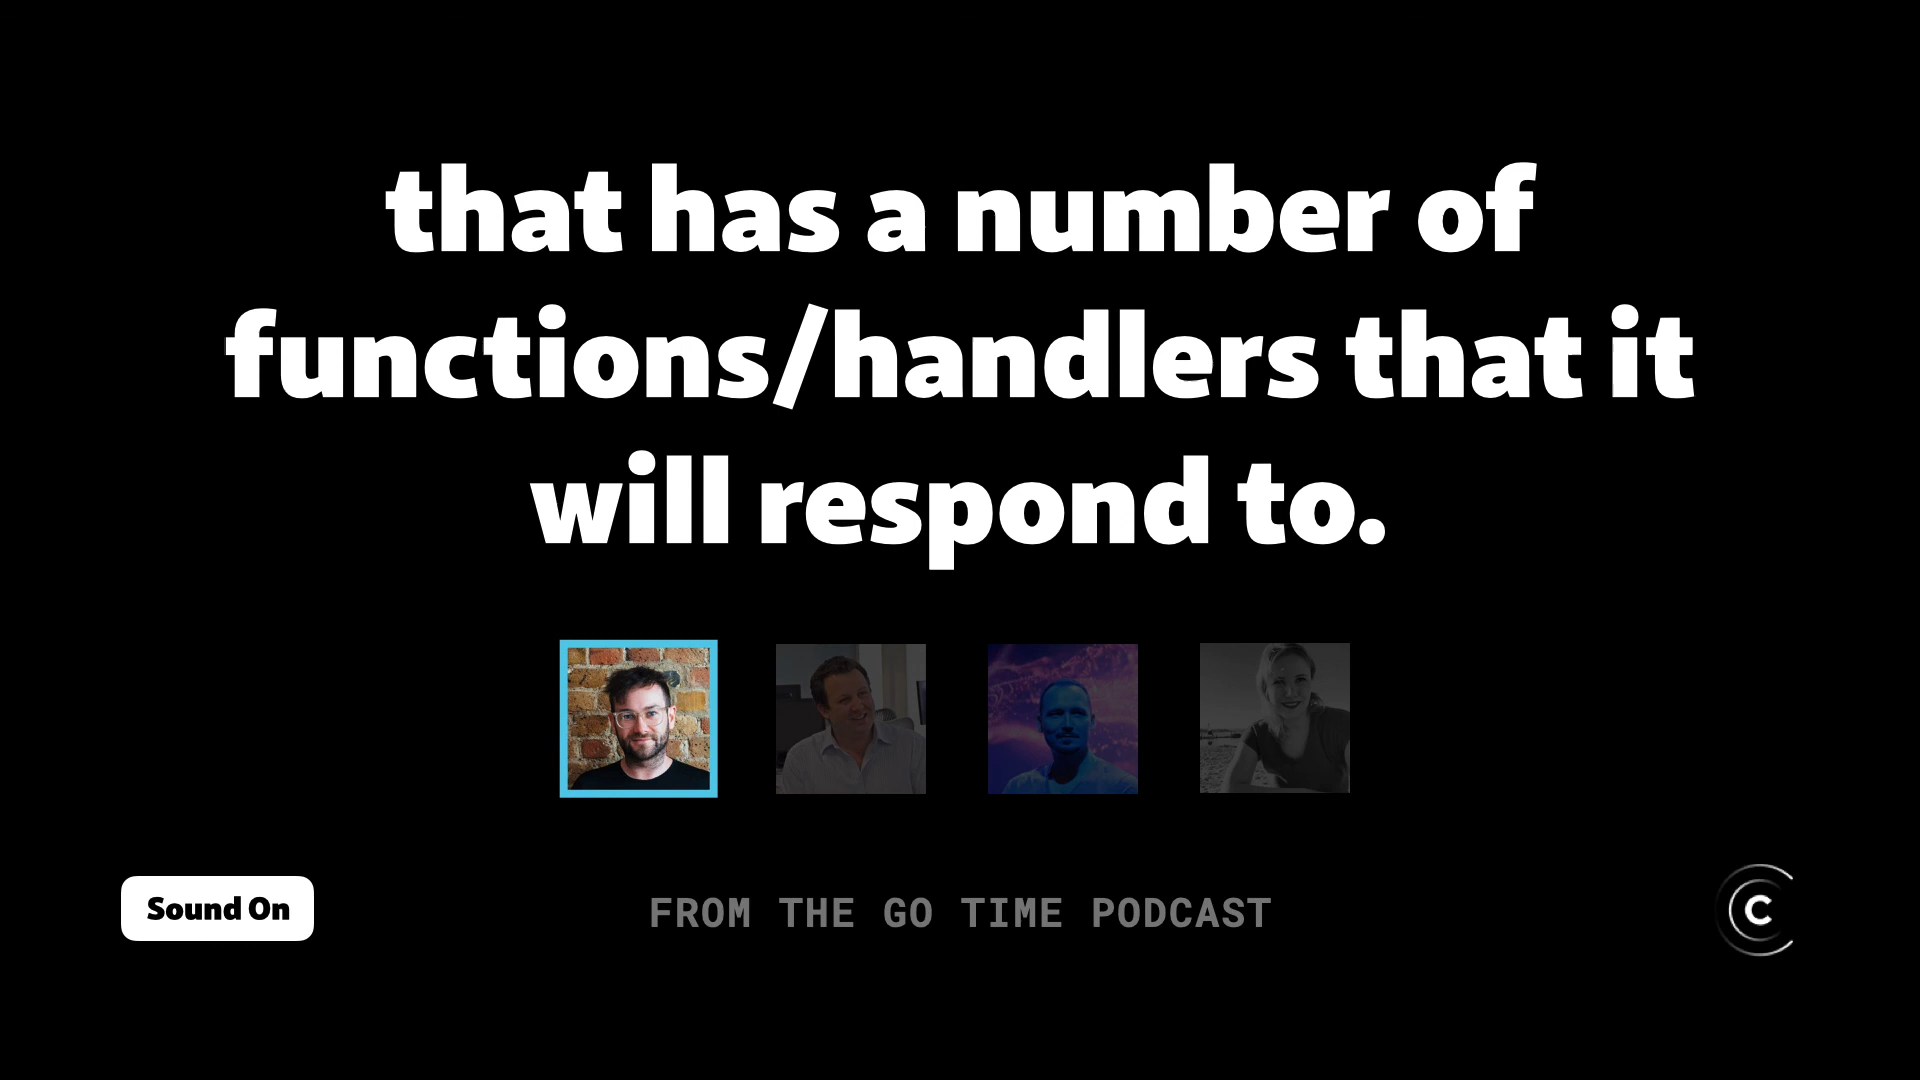 that has a number of
functions/handlers that it
will respond to.
Sound On
FROM THE GO TIME PODCAST
C